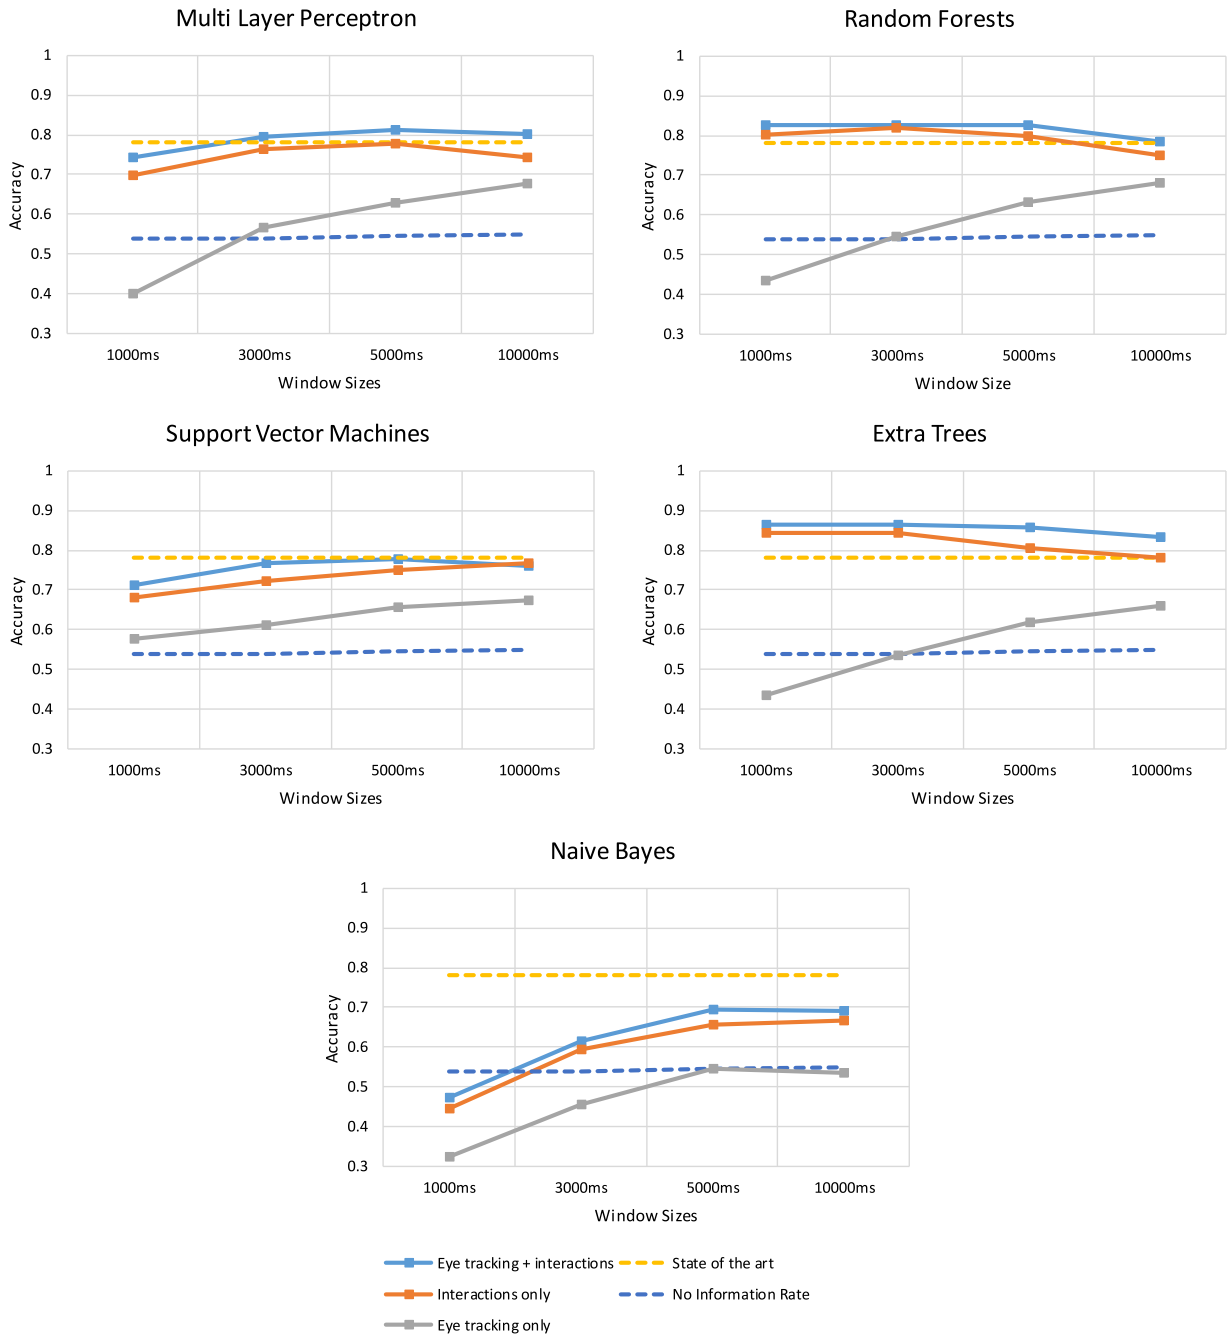 Multi Layer Perceptron
1
0.9
0.8
0.7
0.6
0.5
0.4
0.3
Accuracy
1000ms 3000ms 5000ms 10000ms
Window Sizes
Random Forests
1
0.9
0.8
0.7
0.6
0.5
0.4
0.3
Accuracy
1000ms 3000ms 5000ms 10000ms
Window Size
Support Vector Machines
1
0.9
0.8
0.7
0.6
0.5
0.4
0.3
Accuracy
1000ms 3000ms 5000ms 10000ms
Window Sizes
Extra Trees
1
0.9
0.8
0.7
0.6
0.5
0.4
0.3
Accuracy
1000ms 3000ms 5000ms 10000ms
Window Sizes
Naive Bayes
1
0.9
0.8
0.7
0.6
0.5
0.4
0.3
Accuracy
1000ms 3000ms 5000ms 10000ms
Window Sizes
Eye tracking + interactions State of the art
Interactions only No Information Rate
Eye tracking only